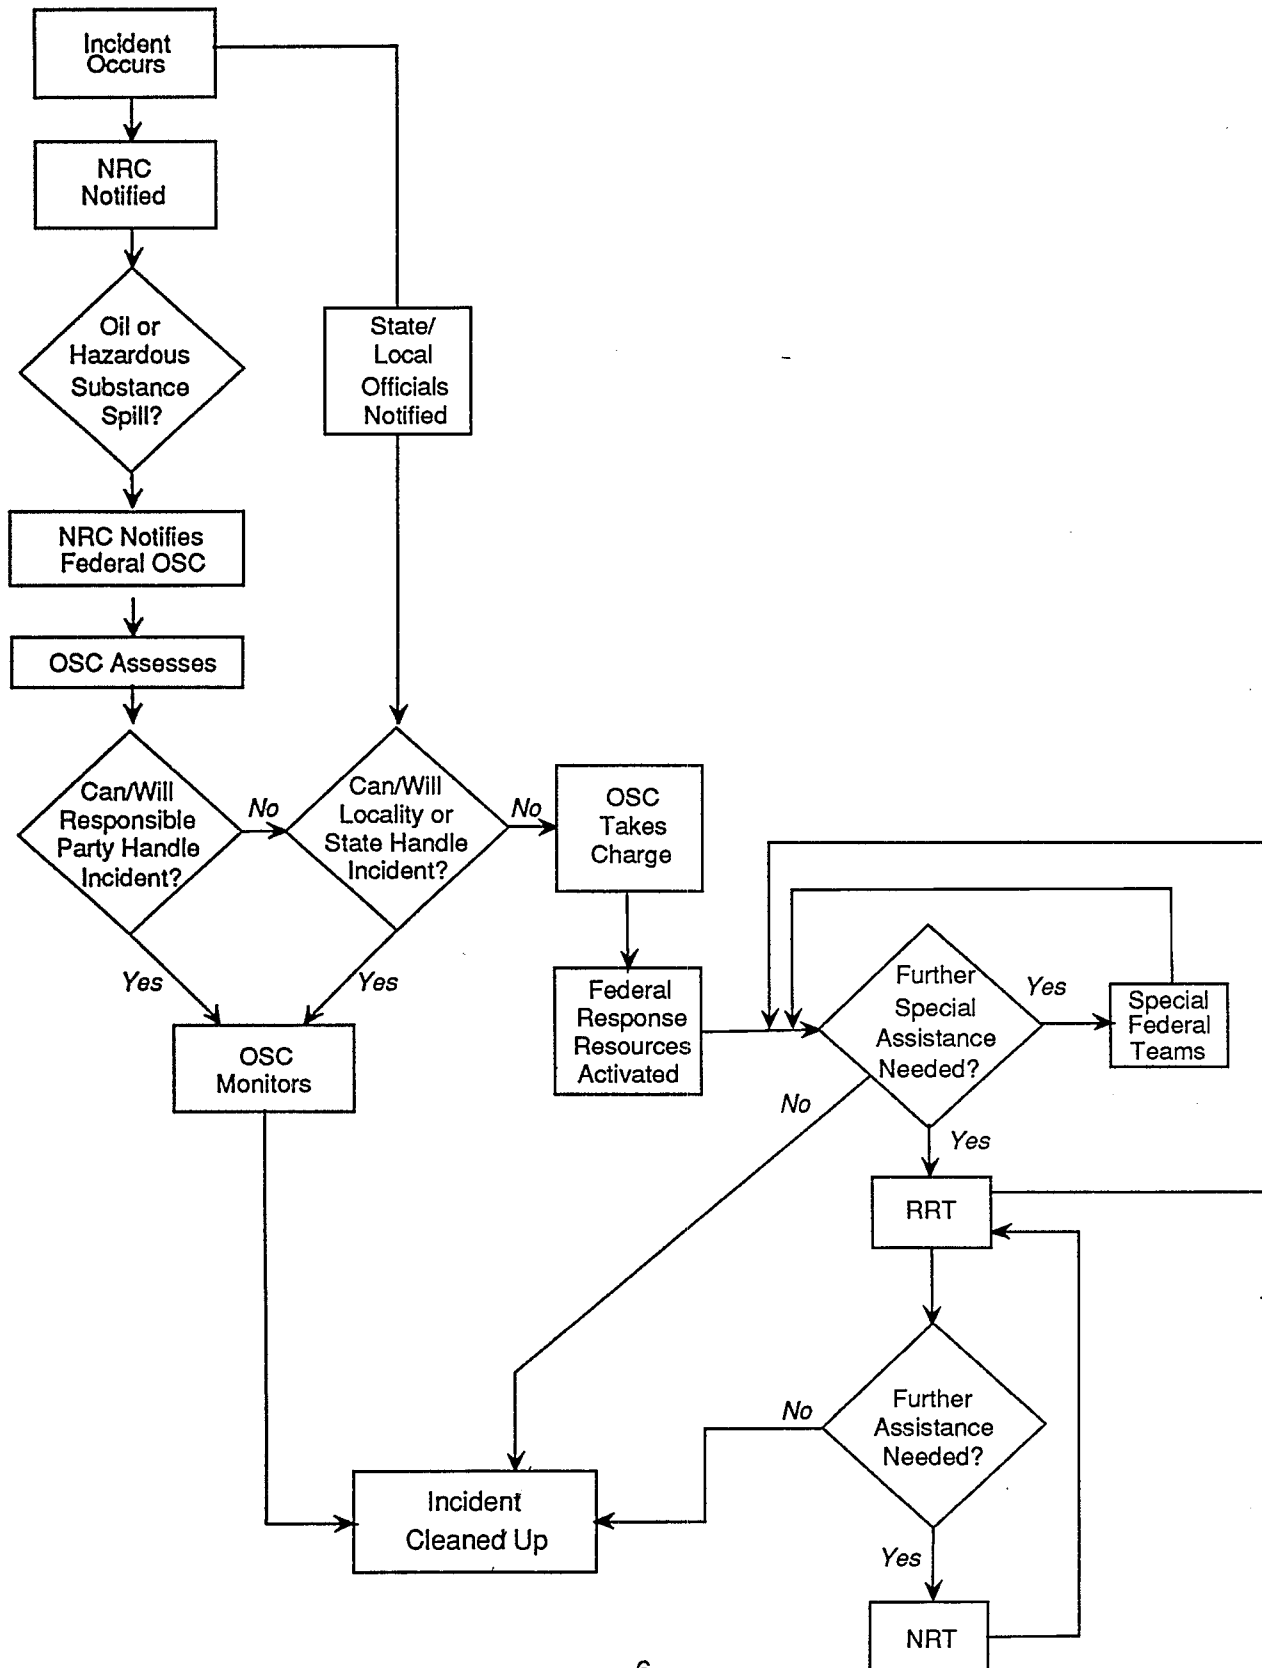 Incident
Occurs
NRC
Notified
Oil or
Hazardous
Substance
Spill?
State/
Local
Officials
Notified
NRC Notifies
Federal OSC
OSC Assesses
Can/Will
Responsible
Party Handle
Incident?
No
Can/Will
Locality or
State Handle
Incident?
No
OSC
Takes
Charge
Yes
Yes
OSC
Monitors
Federal
Response
Resources
Activated
Further
Special
Assistance
Needed?
Yes
Special
Federal
Teams
No
Yes
RRT
Further
Assistance
Needed?
No
Incident
Cleaned Up
Yes
NRT